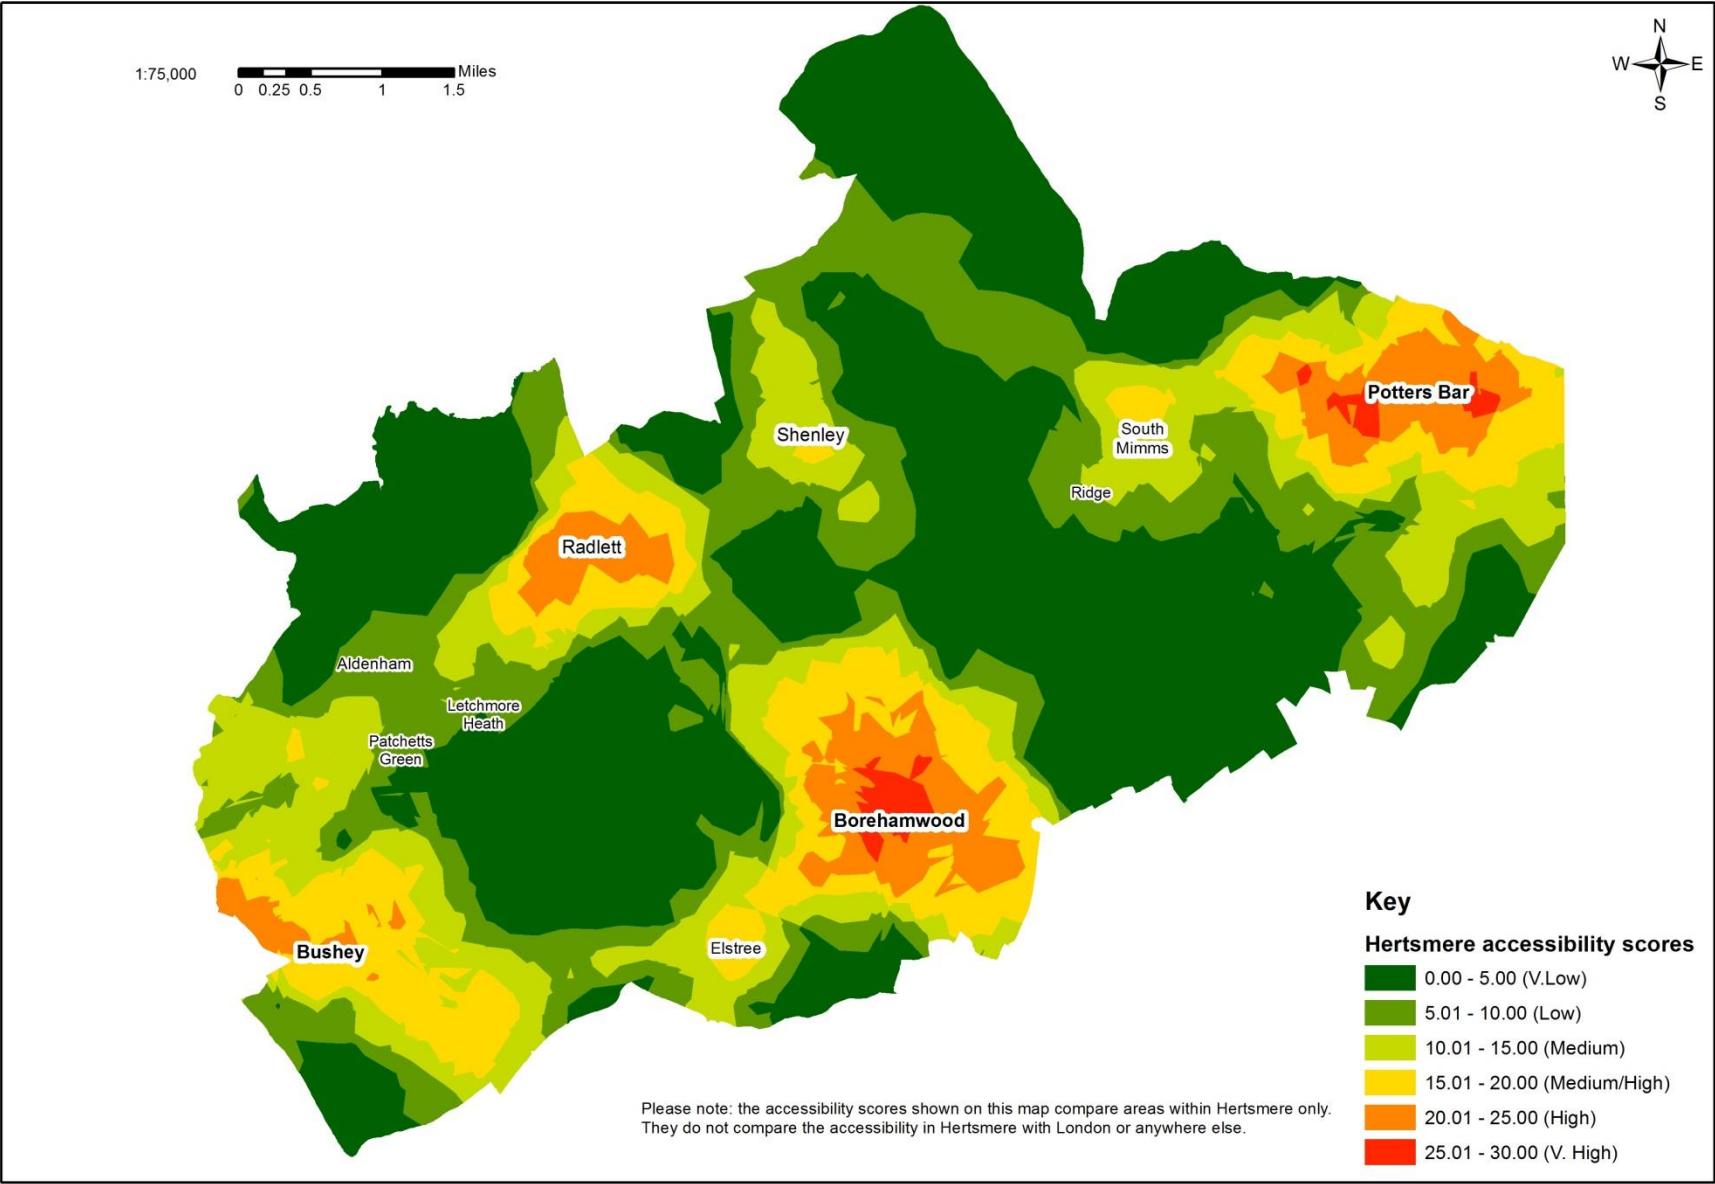 N
W E
S
1:75,000
Miles
0 0.25 0.5 1 1.5
Potters Bar
South
Mimms
Shenley
Ridge
Radlett
Aldenham
Letchmore
Heath
Patchetts
Green
Borehamwood
Elstree
Bushey
Key
Hertsmere accessibility scores
0.00 - 5.00 (V.Low)
5.01 - 10.00 (Low)
10.01 - 15.00 (Medium)
15.01 - 20.00 (Medium/High)
20.01 - 25.00 (High)
25.01 - 30.00 (V. High)
Please note: the accessibility scores shown on this map compare areas within Hertsmere only.
They do not compare the accessibility in Hertsmere with London or anywhere else.